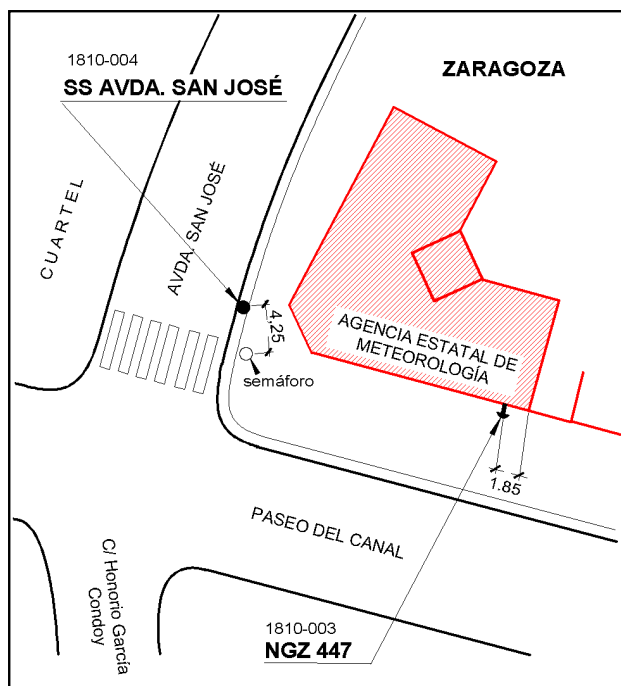 1810-004
SS AVDA. SAN JOSÉ
ZARAGOZA
CUARTEL
AVDA. SAN JOSÉ
4,25
semáforo
AGENCIA ESTATAL DE
METEOROLOGÍA
1.85
PASEO DEL CANAL
C/ Honorio García
Condoy
1810-003
NGZ 447